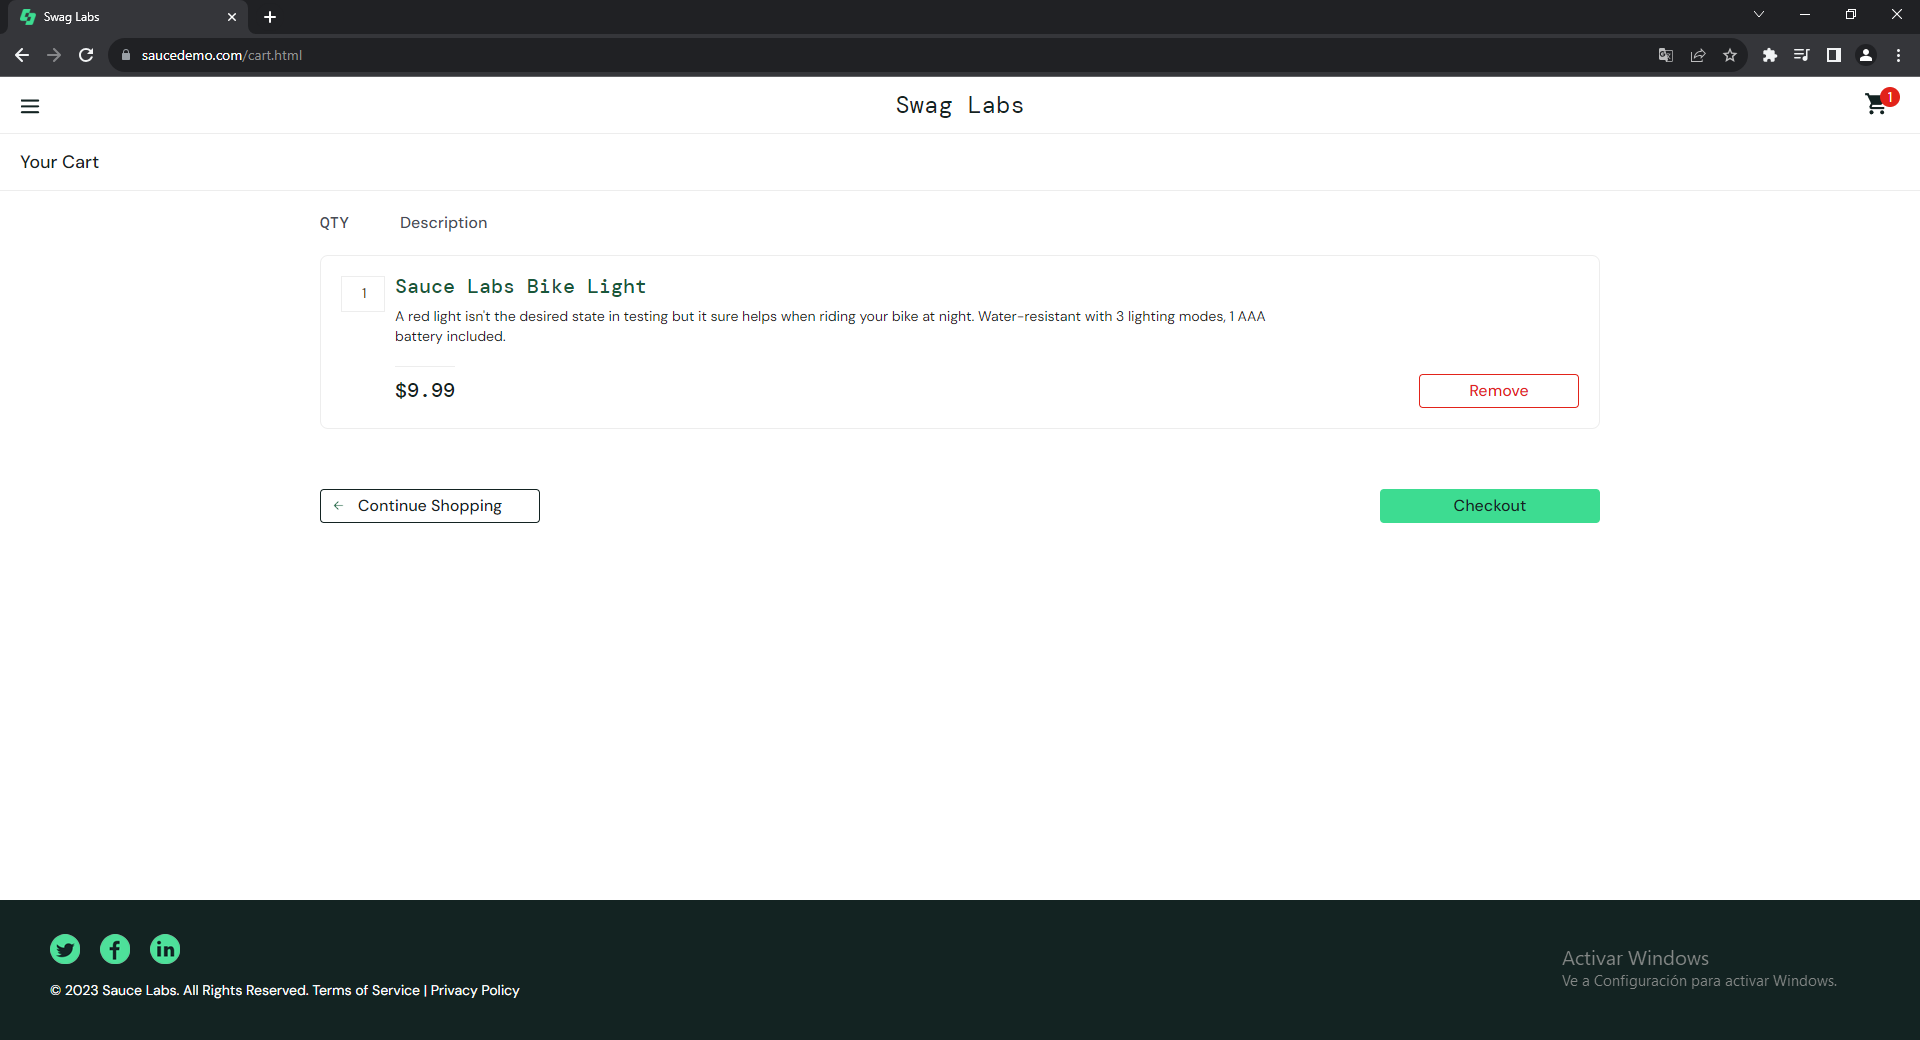 Swag Labs
saucedemo.com/cart.html
Swag Labs
1
Your Cart
QTY Description
1 Sauce Labs Bike Light
A red light isn't the desired state in testing but it sure helps when riding your bike at night. Water-resistant with 3 lighting modes, 1 AAA
battery included.
$9.99 Remove
Continue Shopping Checkout
© 2023 Sauce Labs. All Rights Reserved. Terms of Service | Privacy Policy
Activar Windows
Ve a Configuración para activar Windows.